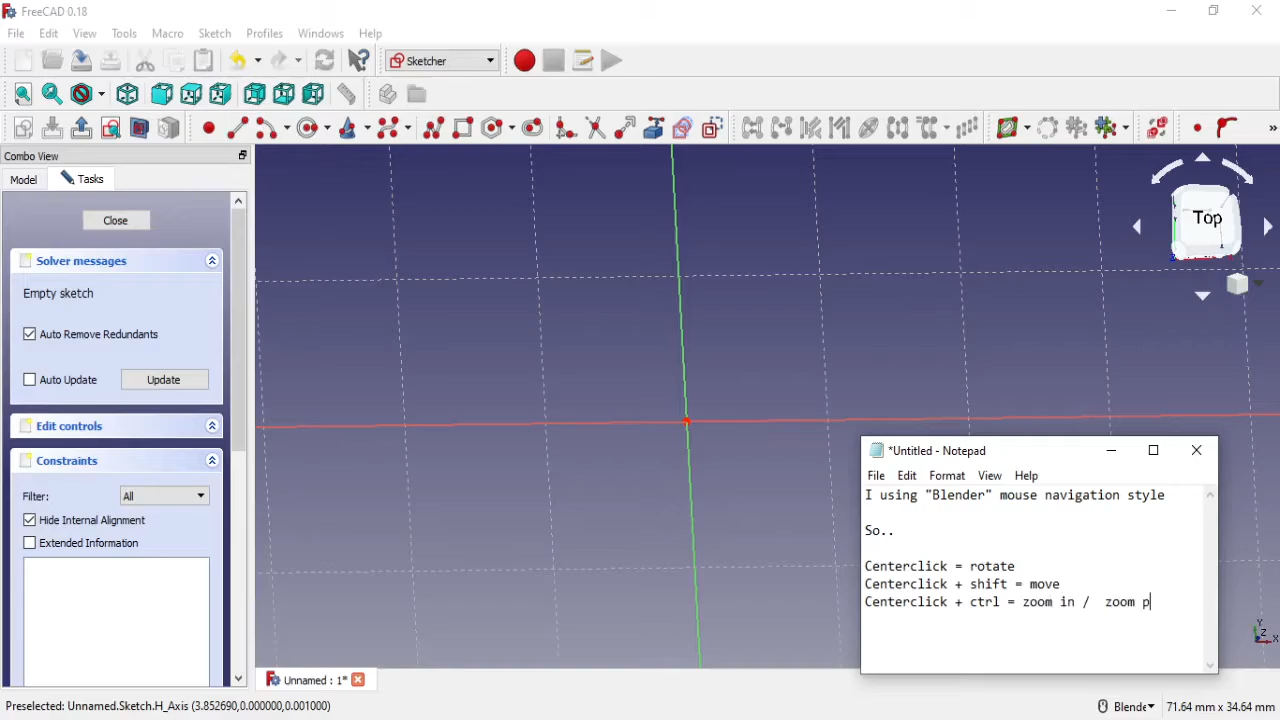 FreeCAD 0.18
File Edit View Tools Macro Sketch Profiles Windows Help
Sketcher
»
Combo View
Model Tasks
Close
Solver messages
Empty sketch
Auto Remove Redundants
Auto Update Update
Edit controls
Constraints
Filter: All
Hide Internal Alignment
Extended Information
Top
*Untitled - Notepad
File Edit Format View Help
I using "Blender" mouse navigation style
So..
Centerclick = rotate
Centerclick + shift = move
Centerclick + ctrl = zoom in /  zoom p
Y
Z
X
Unnamed : 1*
Preselected: Unnamed.Sketch.H_Axis (3.852690,0.000000,0.001000)
Blende 71.64 mm x 34.64 mm